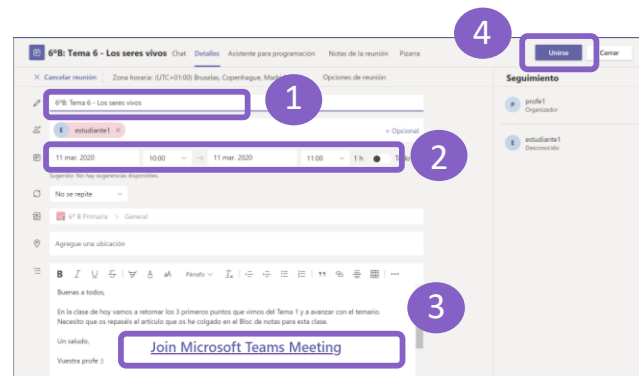 4
6ºB: Tema 6 - Los seres vivos Chat Detalles Asistente para programación Notas de la reunión Pizarra
Unirse Cerrar
Cancelar reunión Zona horaria: (UTC+01:00) Bruselas, Copenhague, Opciones de reunión
Seguimiento
6ºB: Tema 6 - Los seres vivos
1
P profe1
Organizador
E estudiante1 × + Opcional
E estudiante1
Desconocido
11 mar. 2020 10:00 → 11 mar. 2020 11:00 1 h
2
Sugerido: No hay sugerencias disponibles.
No se repite
6º B Primaria > General
Agregue una ubicación
B I U S A AA Párrafo
Buenas a todos,
3
En la clase de hoy vamos a retomar los 3 primeros puntos que vimos del Tema 1 y a avanzar con el temario.
Necesito que os repaséis el artículo que os he colgado en el Bloc de notas para esta clase.
Un saludo,
Join Microsoft Teams Meeting
Vuestra profe :)